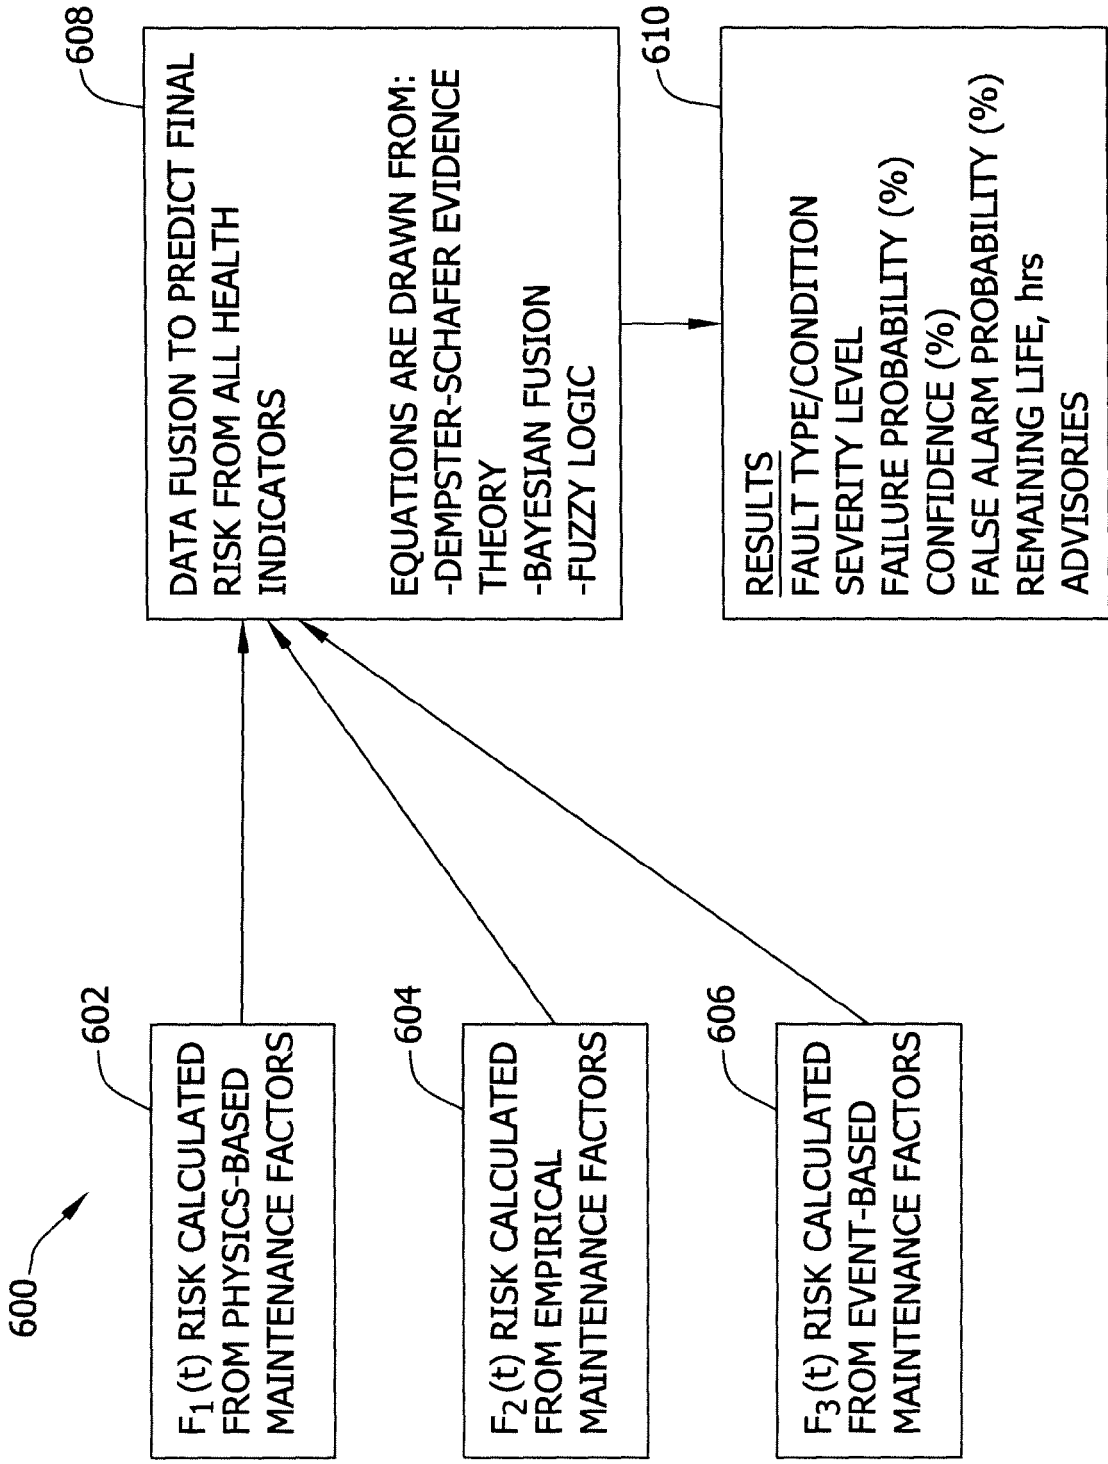 600
602
F1(t) RISK CALCULATED
FROM PHYSICS-BASED
MAINTENANCE FACTORS
604
F2(t) RISK CALCULATED
FROM EMPIRICAL
MAINTENANCE FACTORS
606
F3(t) RISK CALCULATED
FROM EVENT-BASED
MAINTENANCE FACTORS
608
DATA FUSION TO PREDICT FINAL
RISK FROM ALL HEALTH
INDICATORS
EQUATIONS ARE DRAWN FROM:
-DEMPSTER-SCHAFER EVIDENCE
THEORY
-BAYESIAN FUSION
-FUZZY LOGIC
610
RESULTS
FAULT TYPE/CONDITION
SEVERITY LEVEL
FAILURE PROBABILITY (%)
CONFIDENCE (%)
FALSE ALARM PROBABILITY (%)
REMAINING LIFE, hrs
ADVISORIES